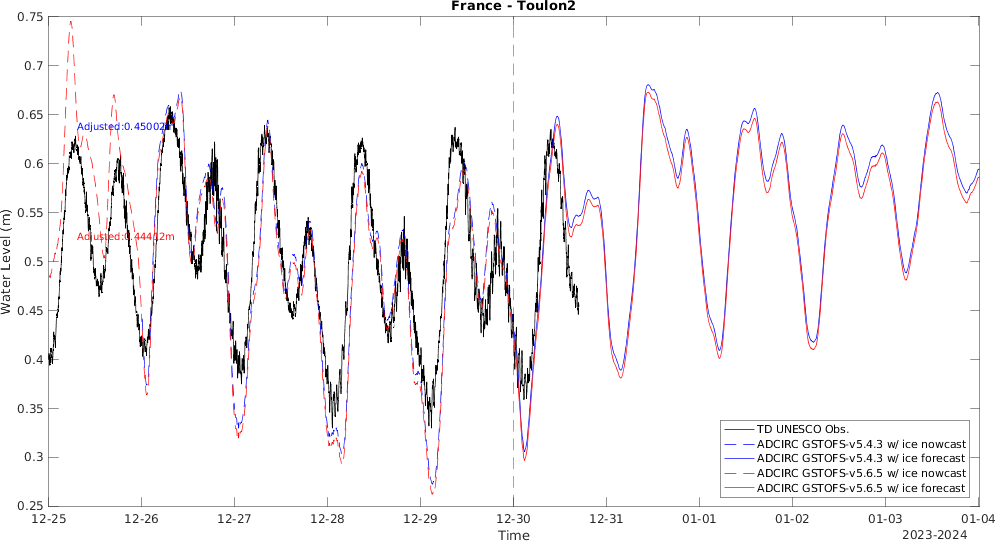 France - Toulon2
0.75
0.7
0.65
0.6
0.55
0.5
0.45
0.4
0.35
0.3
0.25
Water Level (m)
Adjusted:0.45002
Adjusted:0.44412m
TD UNESCO Obs.
ADCIRC GSTOFS-v5.4.3 w/ ice nowcast
ADCIRC GSTOFS-v5.4.3 w/ ice forecast
ADCIRC GSTOFS-v5.6.5 w/ ice nowcast
ADCIRC GSTOFS-v5.6.5 w/ ice forecast
12-25 12-26 12-27 12-28 12-29 12-30 12-31 01-01 01-02 01-03 01-04
Time
2023-2024